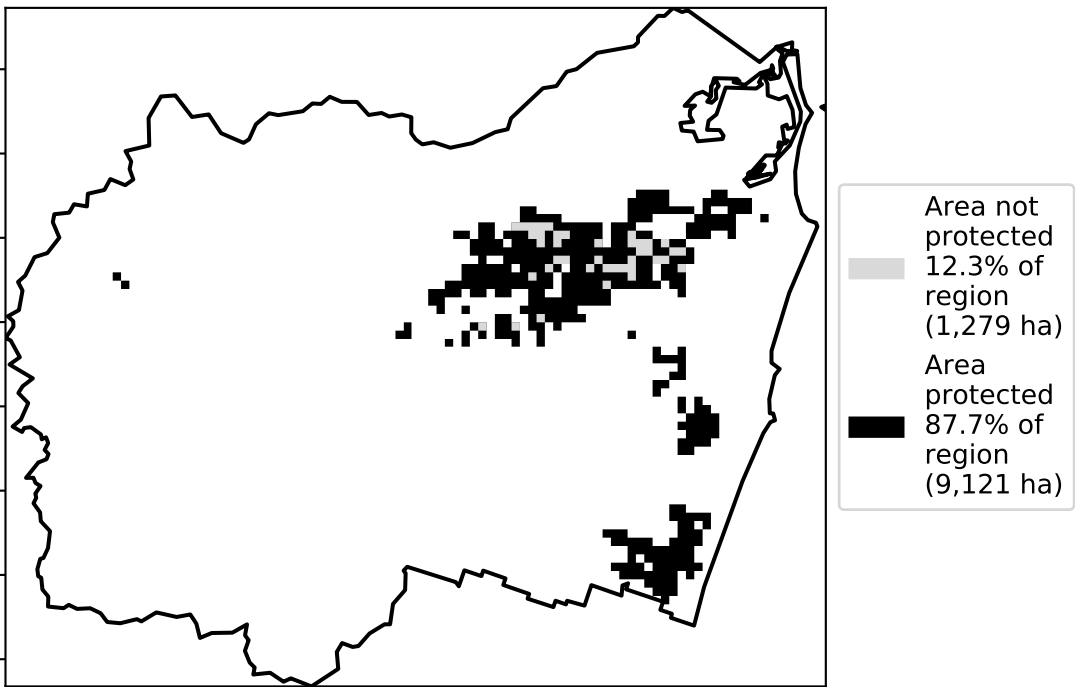 Area not
protected
12.3% of
region
(1,279 ha)
Area
protected
87.7% of
region
(9,121 ha)